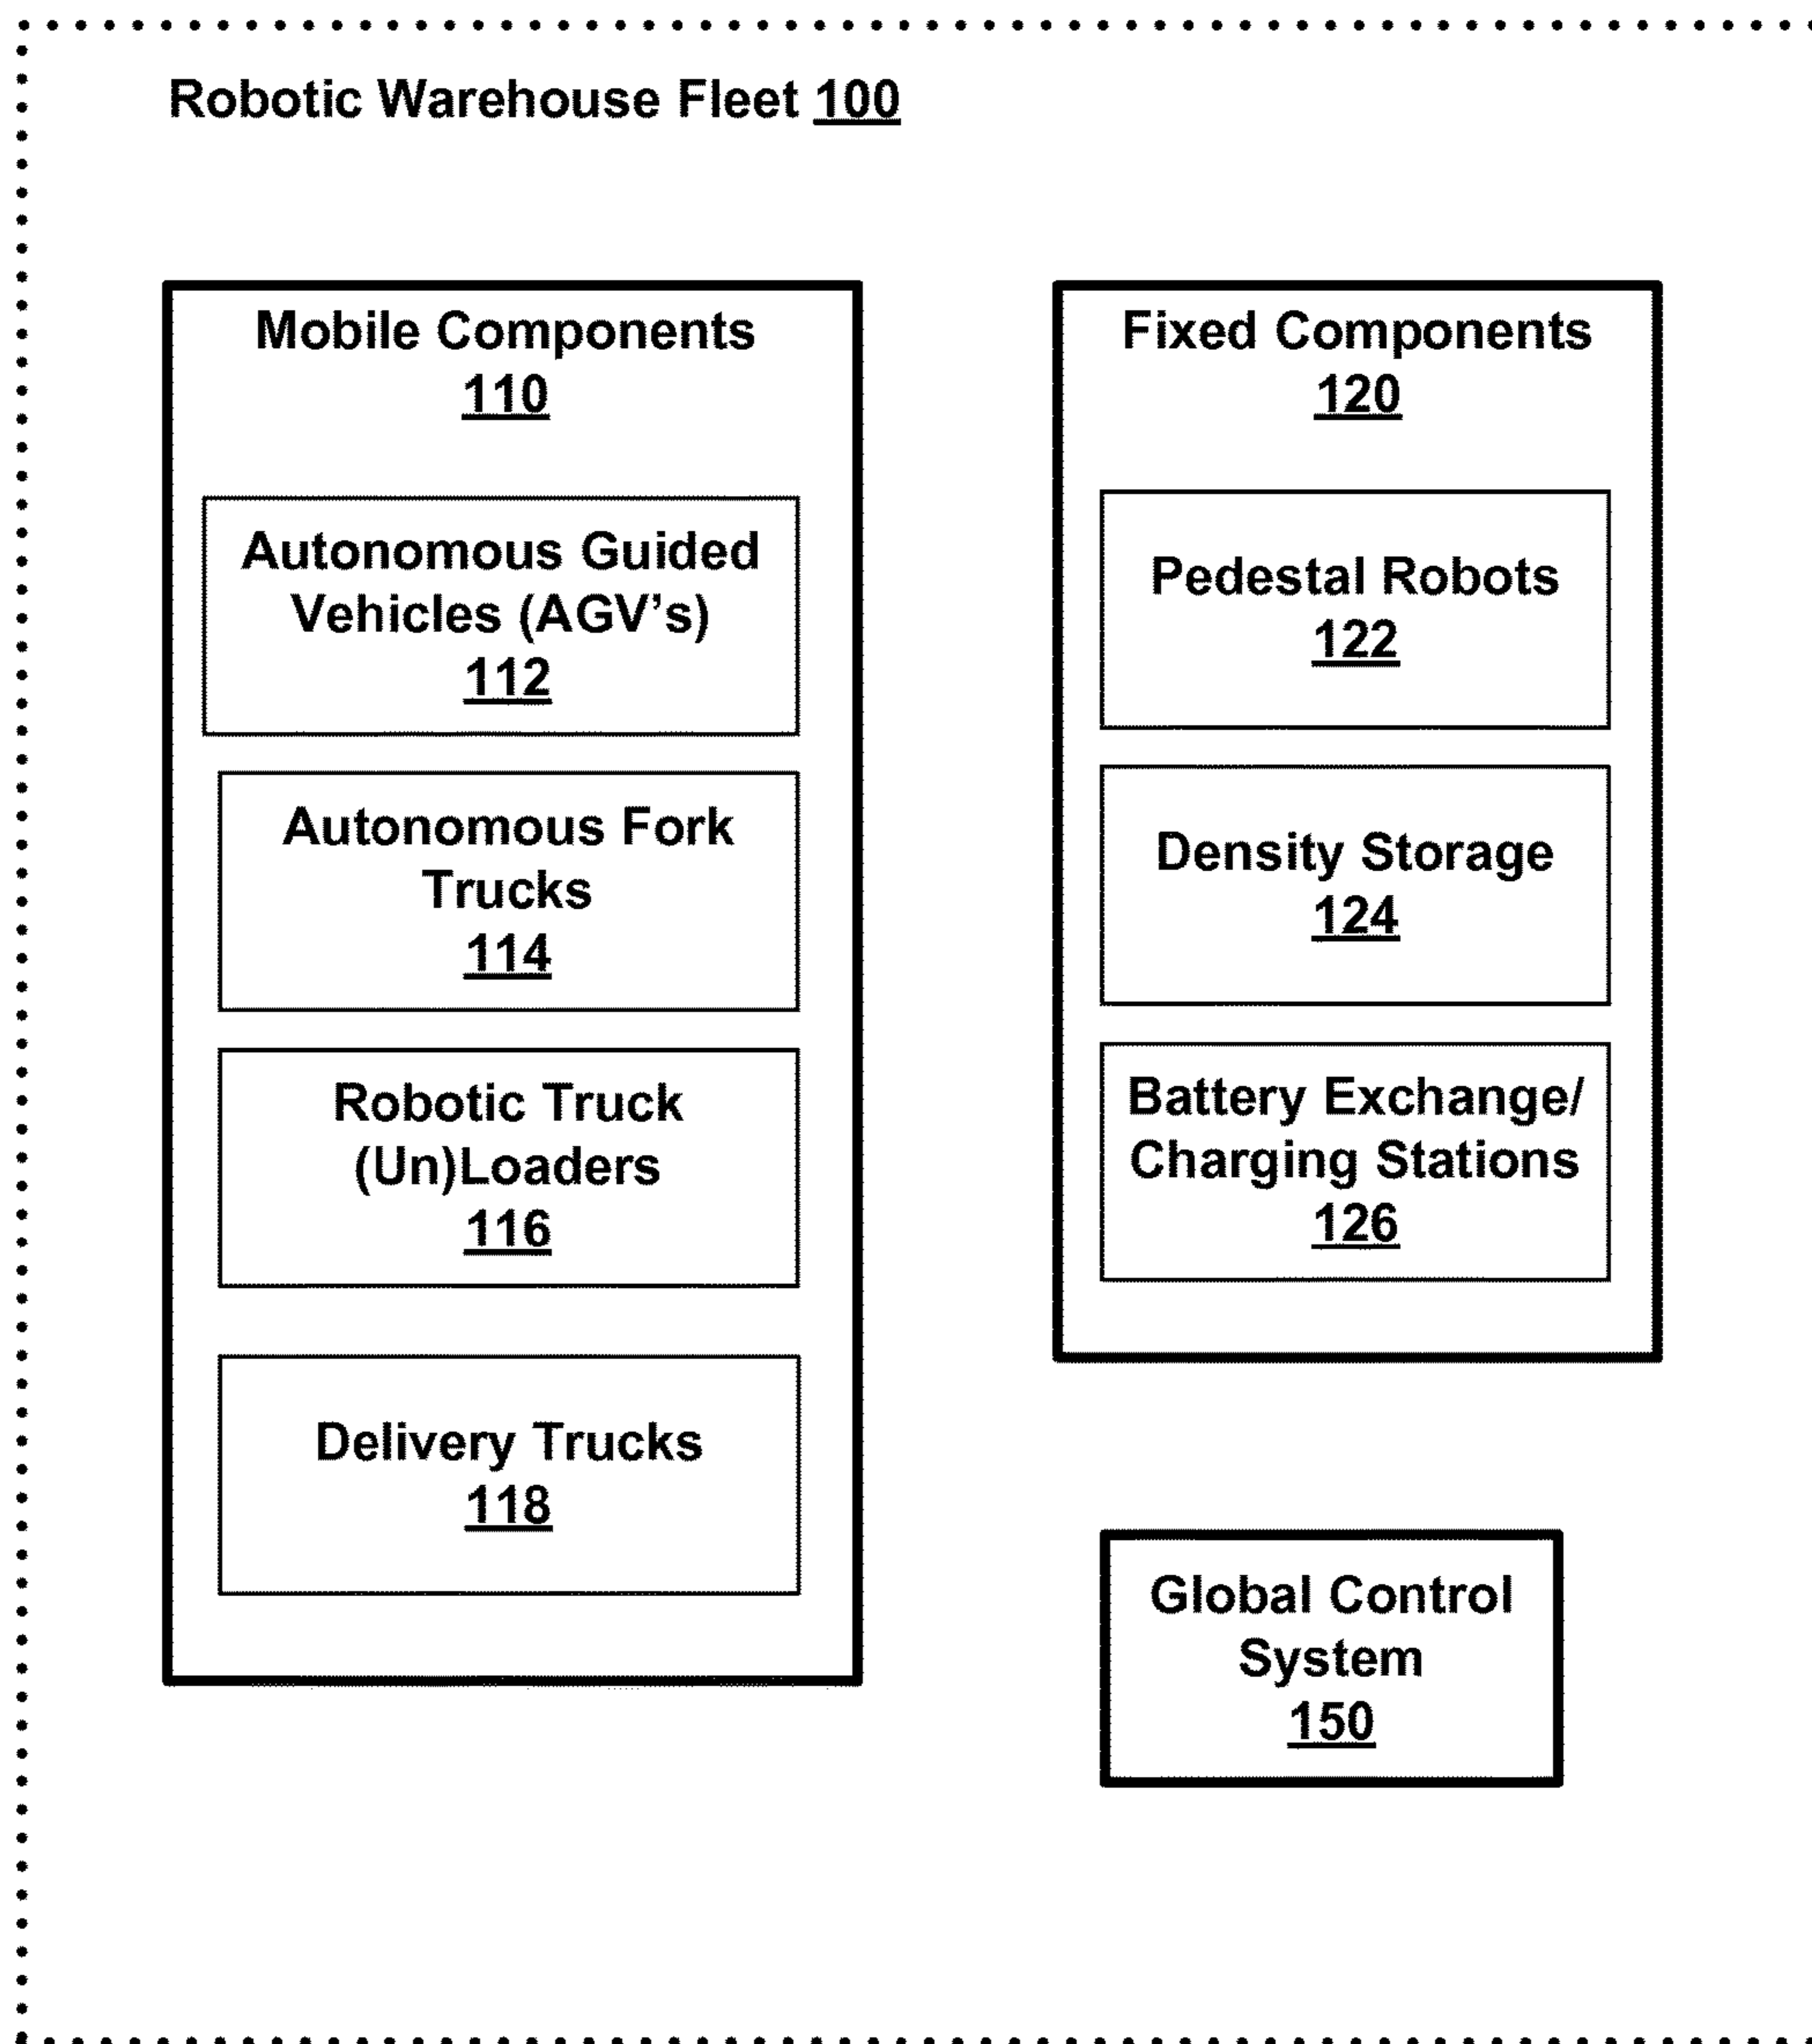 Robotic Warehouse Fleet 100
Mobile Components
110
Autonomous Guided
Vehicles (AGV's)
112
Autonomous Fork
Trucks
114
Robotic Truck
(Un)Loaders
116
Delivery Trucks
118
Fixed Components
120
Pedestal Robots
122
Density Storage
124
Battery Exchange/
Charging Stations
126
Global Control
System
150